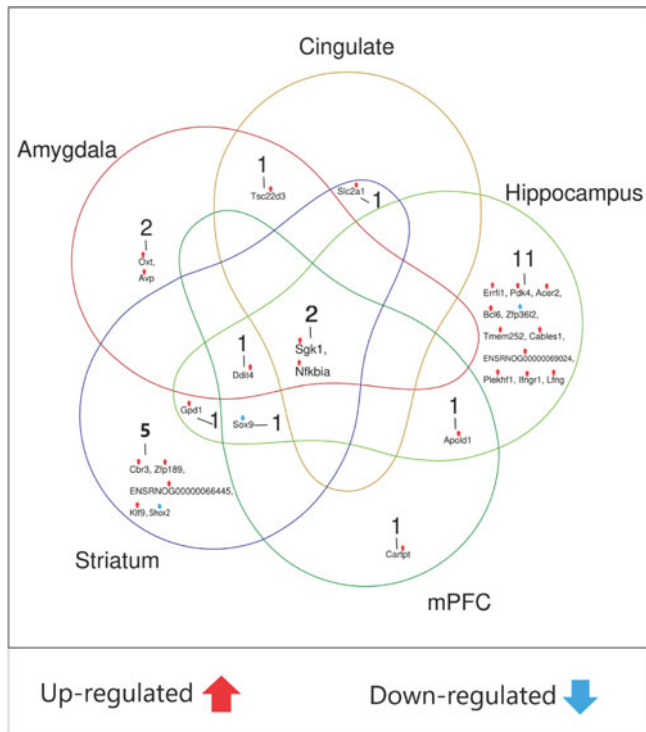 Cingulate
Amygdala
1
Tsc22d3
Slc2a1
1
Hippocampus
2
Oxt,
Avp
11
Errfi1, Pdk4, Acer2,
Bcl6, Zfp36l2,
Tmem252, Cables1,
ENSRNOG00000069024,
Plekhf1, Ifngr1, Lfng
2
Sgk1,
Nfkbia
1
Ddit4
Gpd1
1
Sox9
1
1
Apold1
5
Cbr3, Zfp189,
ENSRNOG00000066445,
Klf9, Shox2
1
Cartpt
Striatum
mPFC
Up-regulated
Down-regulated